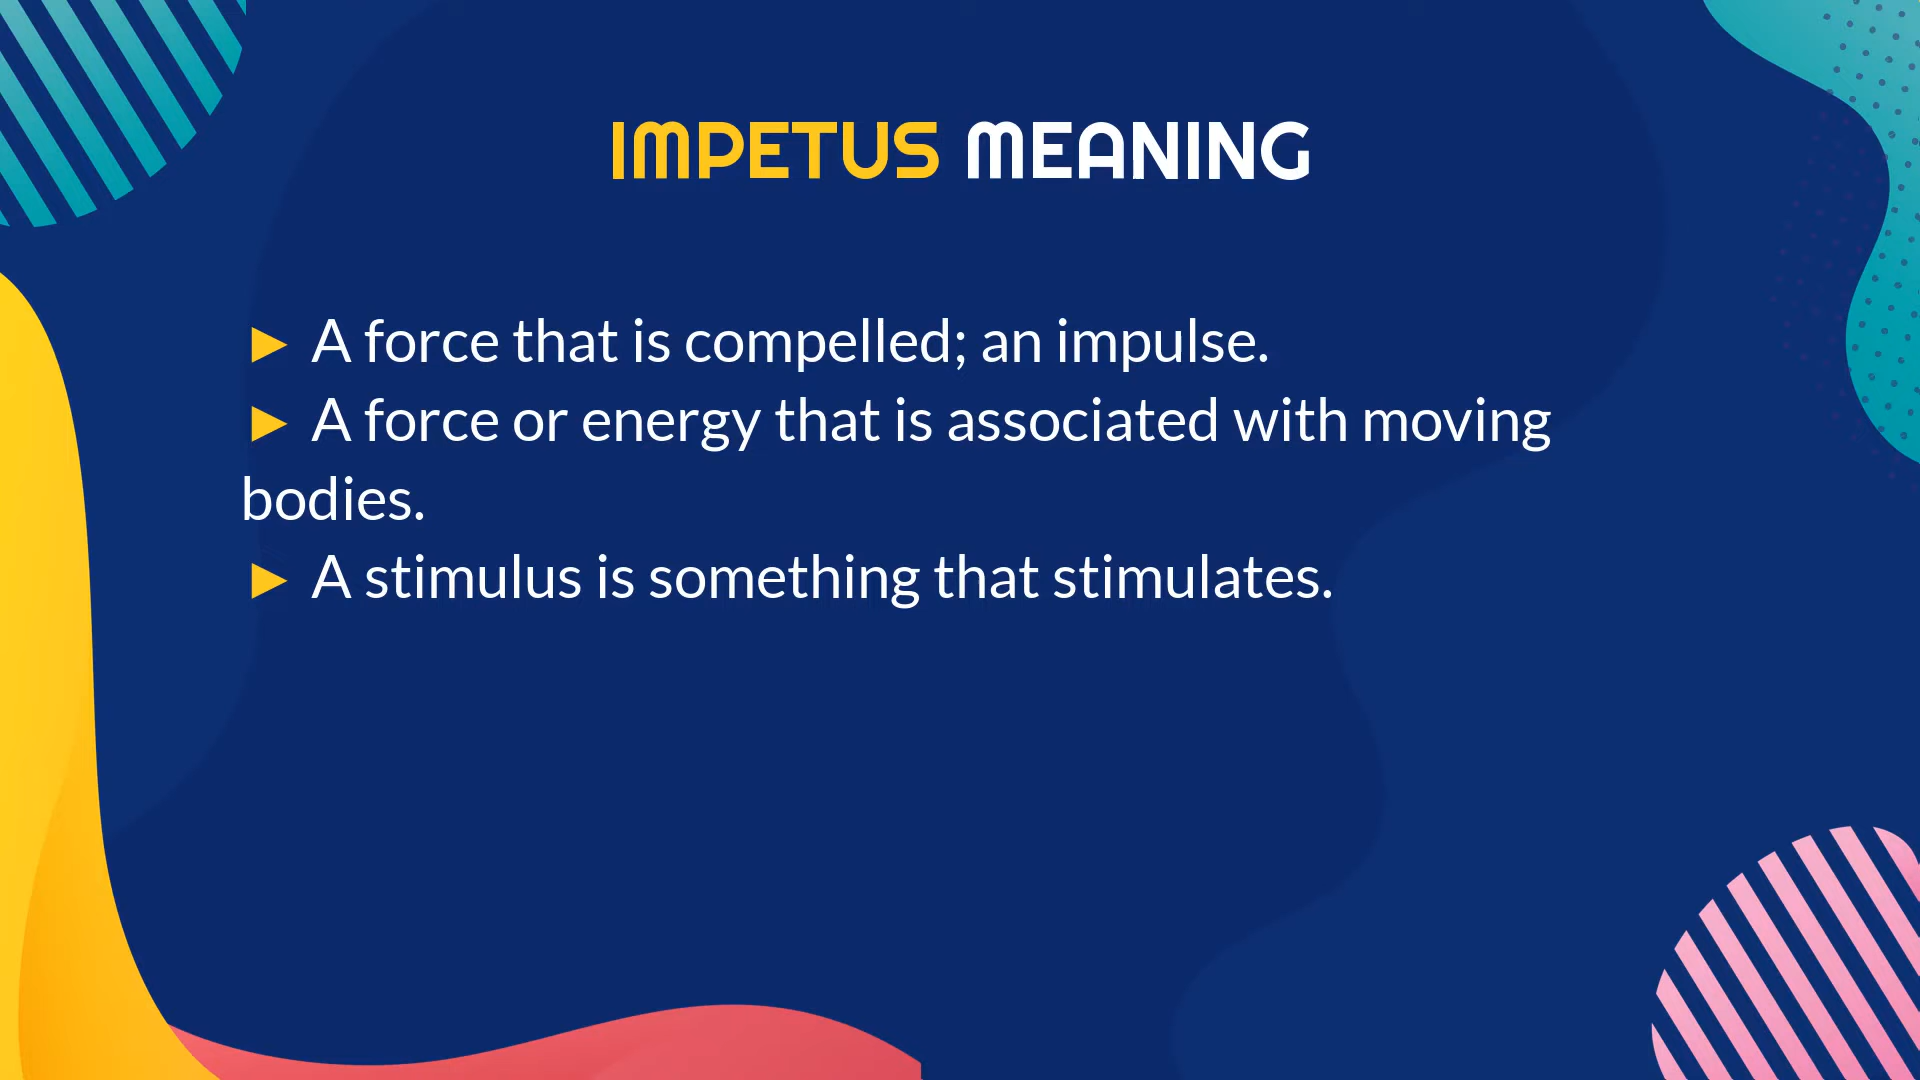 IMPETUS MEANING
► A force that is compelled; an impulse.
► A force or energy that is associated with moving
bodies.
► A stimulus is something that stimulates.